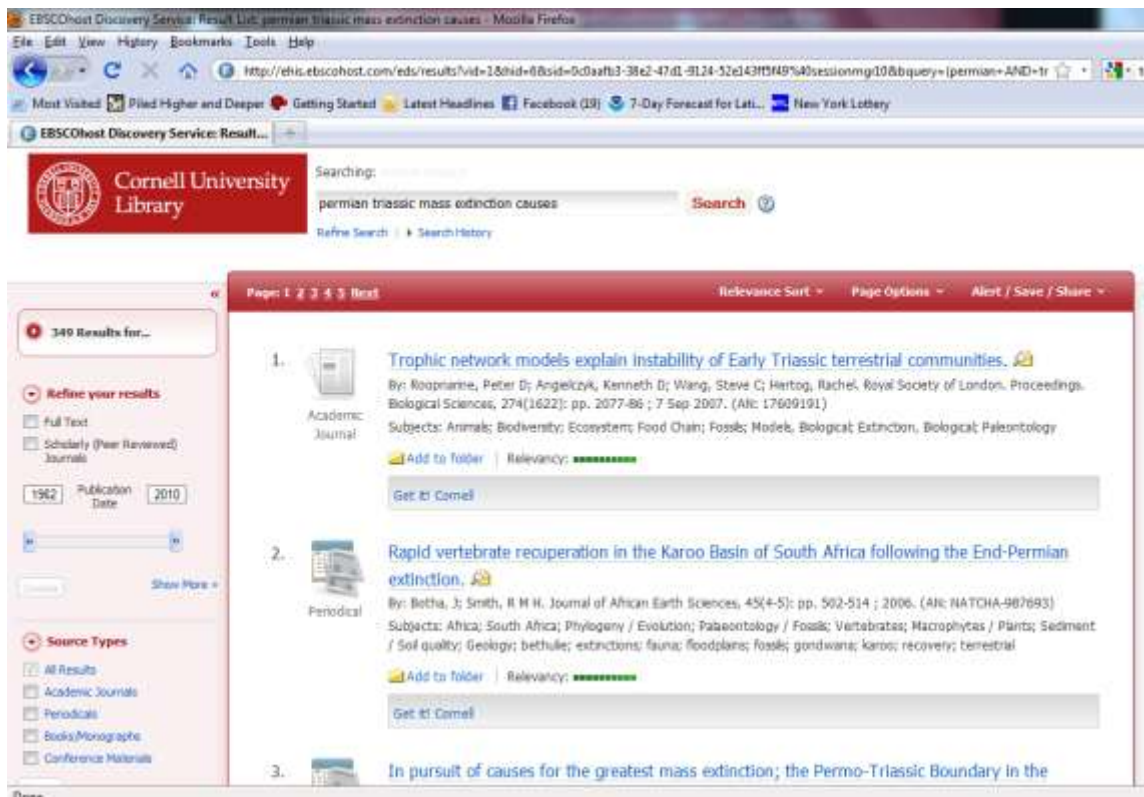 EBSCOhost Discovery Service: Result List: permian triassic mass extinction causes - Mozilla Firefox
File Edit View History Bookmarks Tools Help
Most Visited Piled Higher and Deeper Getting Started Latest Headlines Facebook (19) 7-Day Forecast for Lati... New York Lottery
EBSCOhost Discovery Service: Result...
Cornell University
Library
Searching:
permian triassic mass extinction causes Search
Refine Search Search History
Page: 1 2 3 4 5 Next Relevance Sort Page Options Alert / Save / Share
349 Results for...
Refine your results
Full Text
Scholarly (Peer Reviewed)
Journals
1962 Publication Date 2010
Show More »
Source Types
All Results
Academic Journals
Periodicals
Books/Monographs
Conference Materials
1.
Academic
Journal
Trophic network models explain instability of Early Triassic terrestrial communities.
By: Roopnarine, Peter D; Angielczyk, Kenneth D; Wang, Steve C; Hertog, Rachel. Royal Society of London. Proceedings.
Biological Sciences, 274(1622): pp. 2077-86 ; 7 Sep 2007. (AN: 17609191)
Subjects: Animals; Biodiversity; Ecosystem; Food Chain; Fossils; Models, Biological; Extinction, Biological; Paleontology
Add to folder | Relevancy:
Get it! Cornell
2.
Periodical
Rapid vertebrate recuperation in the Karoo Basin of South Africa following the End-Permian
extinction.
By: Botha, J; Smith, R M H. Journal of African Earth Sciences, 45(4-5): pp. 502-514 ; 2006. (AN: NATCHA-987693)
Subjects: Africa; South Africa; Phylogeny / Evolution; Palaeontology / Fossils; Vertebrates; Macrophytes / Plants; Sediment
/ Soil quality; Geology; bethulie; extinctions; fauna; floodplains; fossils; gondwana; karoo; recovery; terrestrial
Add to folder | Relevancy:
Get it! Cornell
3.
In pursuit of causes for the greatest mass extinction; the Permo-Triassic Boundary in the
Done